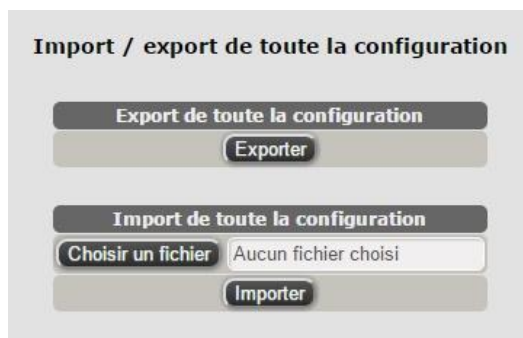 Import / export de toute la configuration
Export de toute la configuration
Exporter
Import de toute la configuration
Choisir un fichier Aucun fichier choisi
Importer